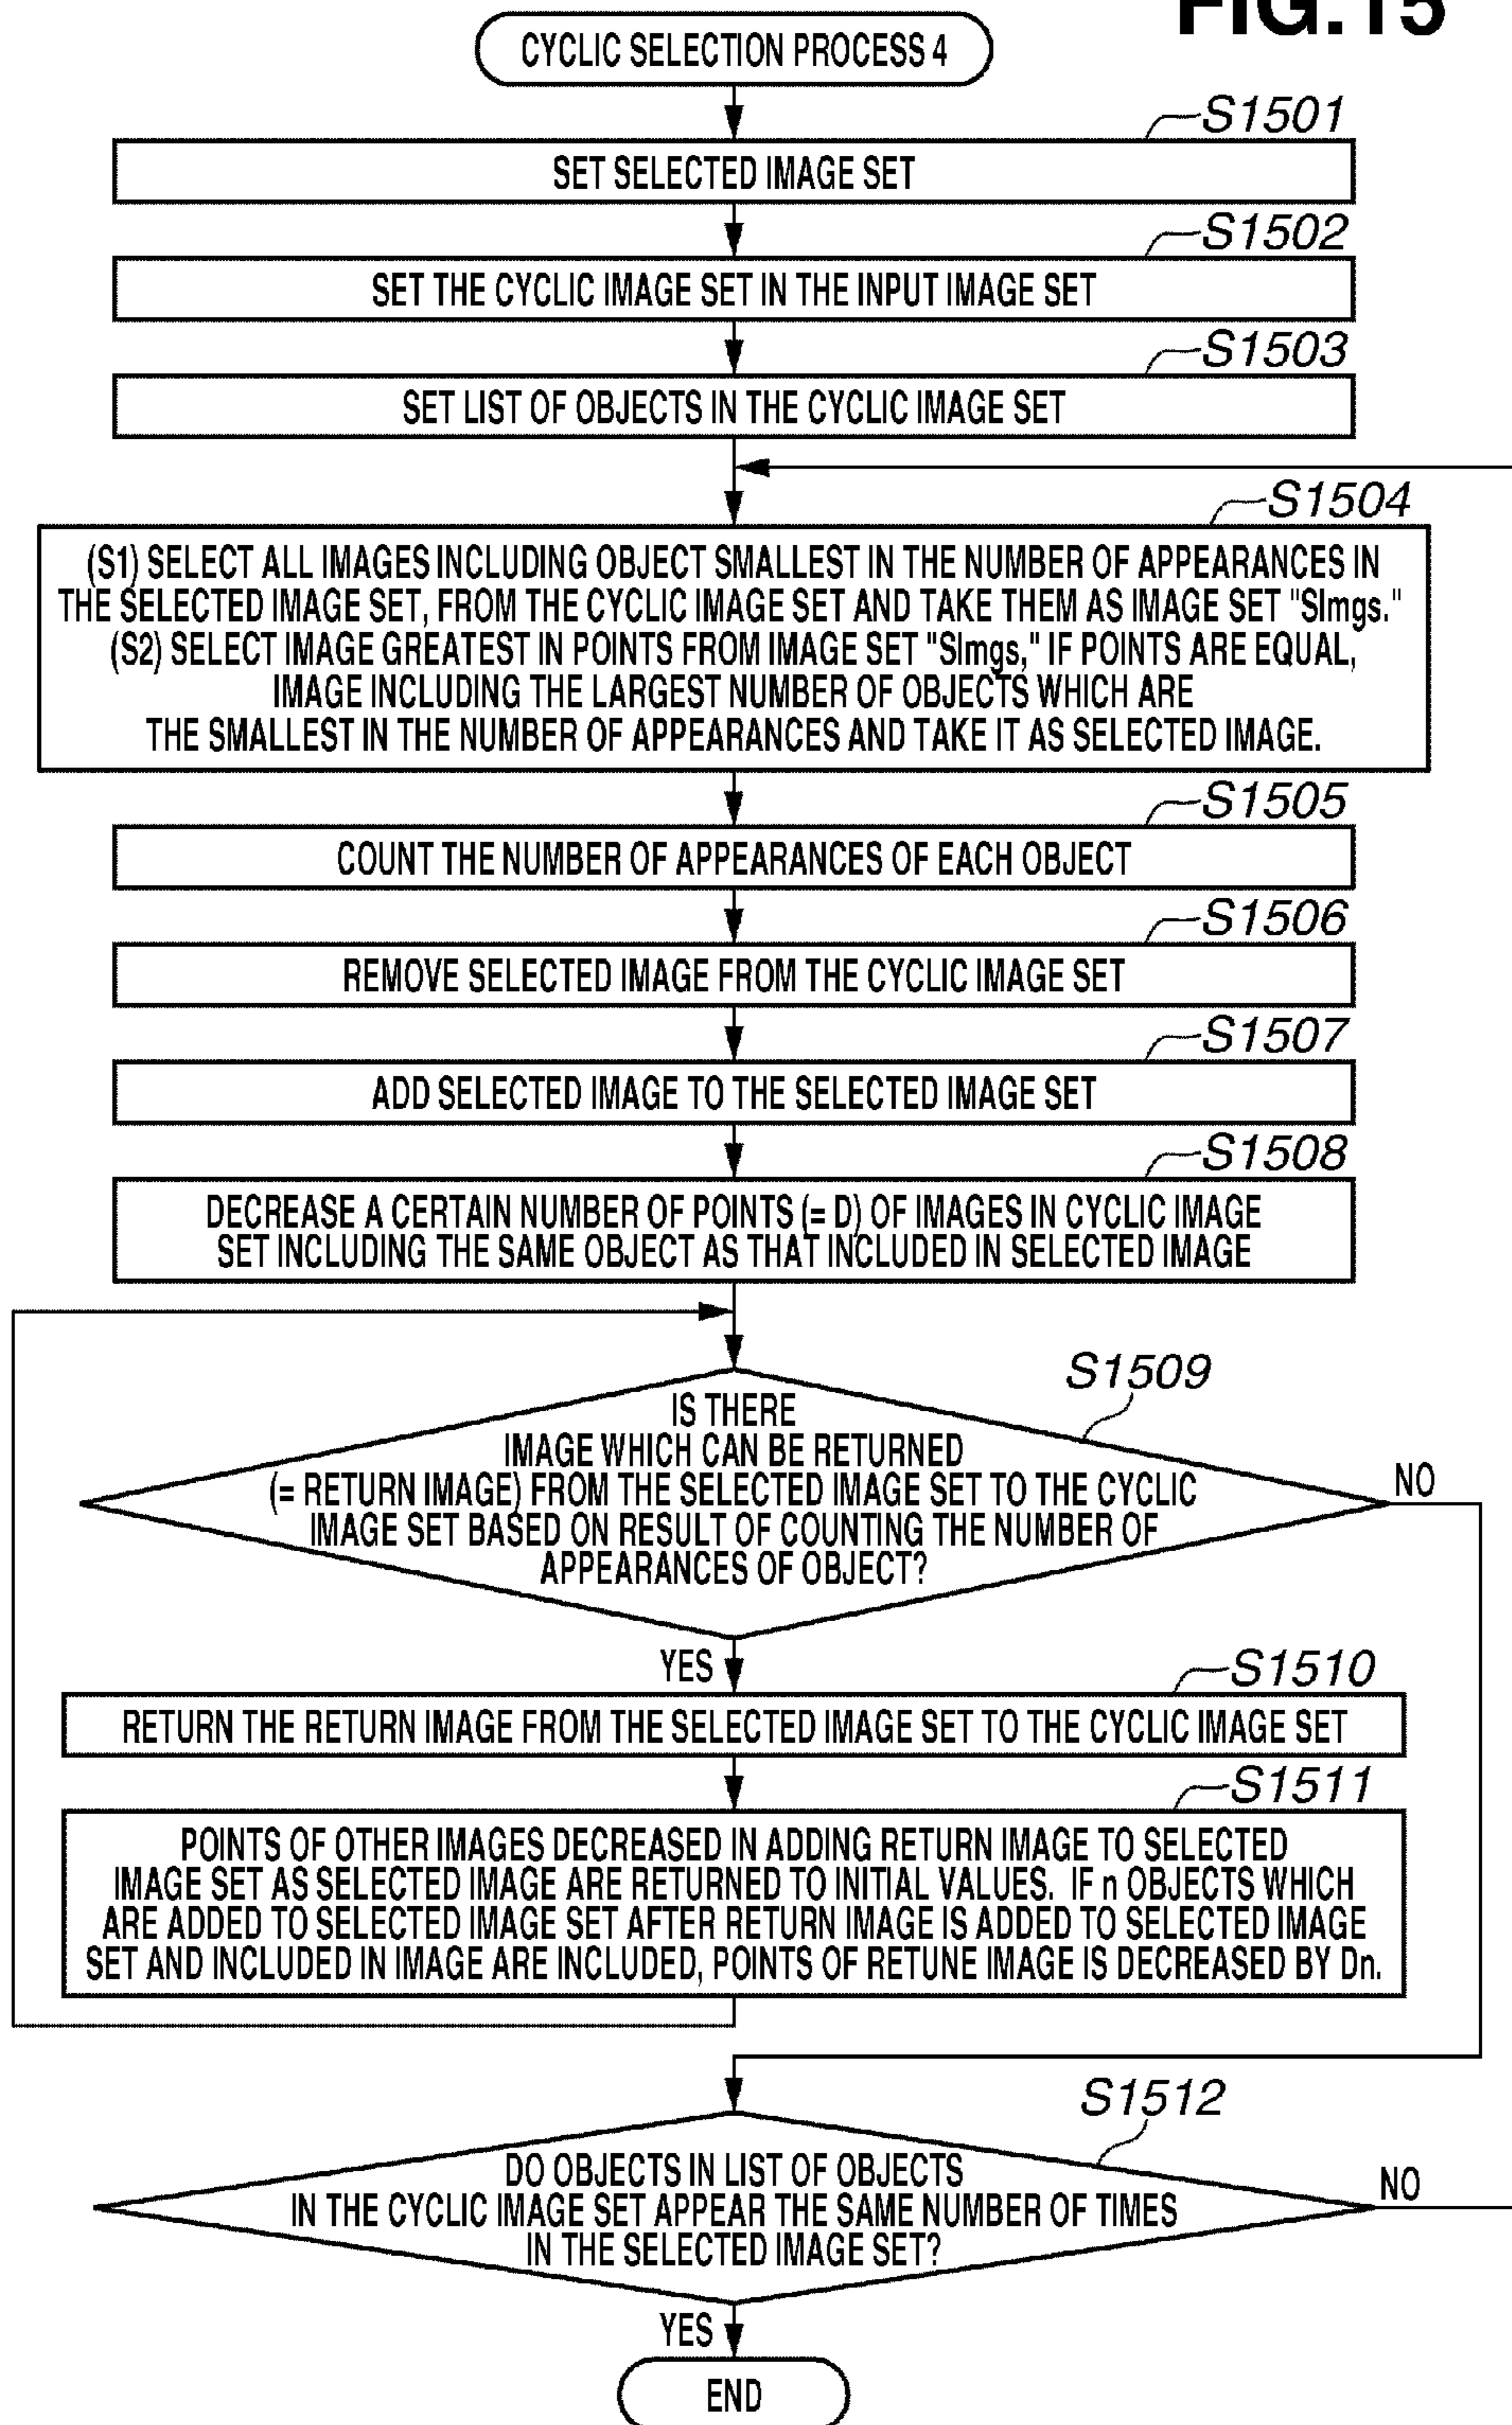 FIG.15
CYCLIC SELECTION PROCESS 4
S1501
SET SELECTED IMAGE SET
S1502
SET THE CYCLIC IMAGE SET IN THE INPUT IMAGE SET
S1503
SET LIST OF OBJECTS IN THE CYCLIC IMAGE SET
S1504
(S1) SELECT ALL IMAGES INCLUDING OBJECT SMALLEST IN THE NUMBER OF APPEARANCES IN
THE SELECTED IMAGE SET, FROM THE CYCLIC IMAGE SET AND TAKE THEM AS IMAGE SET "SImgs."
(S2) SELECT IMAGE GREATEST IN POINTS FROM IMAGE SET "SImgs," IF POINTS ARE EQUAL,
IMAGE INCLUDING THE LARGEST NUMBER OF OBJECTS WHICH ARE
THE SMALLEST IN THE NUMBER OF APPEARANCES AND TAKE IT AS SELECTED IMAGE.
S1505
COUNT THE NUMBER OF APPEARANCES OF EACH OBJECT
S1506
REMOVE SELECTED IMAGE FROM THE CYCLIC IMAGE SET
S1507
ADD SELECTED IMAGE TO THE SELECTED IMAGE SET
S1508
DECREASE A CERTAIN NUMBER OF POINTS (= D) OF IMAGES IN CYCLIC IMAGE
SET INCLUDING THE SAME OBJECT AS THAT INCLUDED IN SELECTED IMAGE
S1509
IS THERE
IMAGE WHICH CAN BE RETURNED
(= RETURN IMAGE) FROM THE SELECTED IMAGE SET TO THE CYCLIC
IMAGE SET BASED ON RESULT OF COUNTING THE NUMBER OF
APPEARANCES OF OBJECT?
NO
YES
S1510
RETURN THE RETURN IMAGE FROM THE SELECTED IMAGE SET TO THE CYCLIC IMAGE SET
S1511
POINTS OF OTHER IMAGES DECREASED IN ADDING RETURN IMAGE TO SELECTED
IMAGE SET AS SELECTED IMAGE ARE RETURNED TO INITIAL VALUES. IF n OBJECTS WHICH
ARE ADDED TO SELECTED IMAGE SET AFTER RETURN IMAGE IS ADDED TO SELECTED IMAGE
SET AND INCLUDED IN IMAGE ARE INCLUDED, POINTS OF RETUNE IMAGE IS DECREASED BY Dn.
S1512
DO OBJECTS IN LIST OF OBJECTS
IN THE CYCLIC IMAGE SET APPEAR THE SAME NUMBER OF TIMES
IN THE SELECTED IMAGE SET?
NO
YES
END